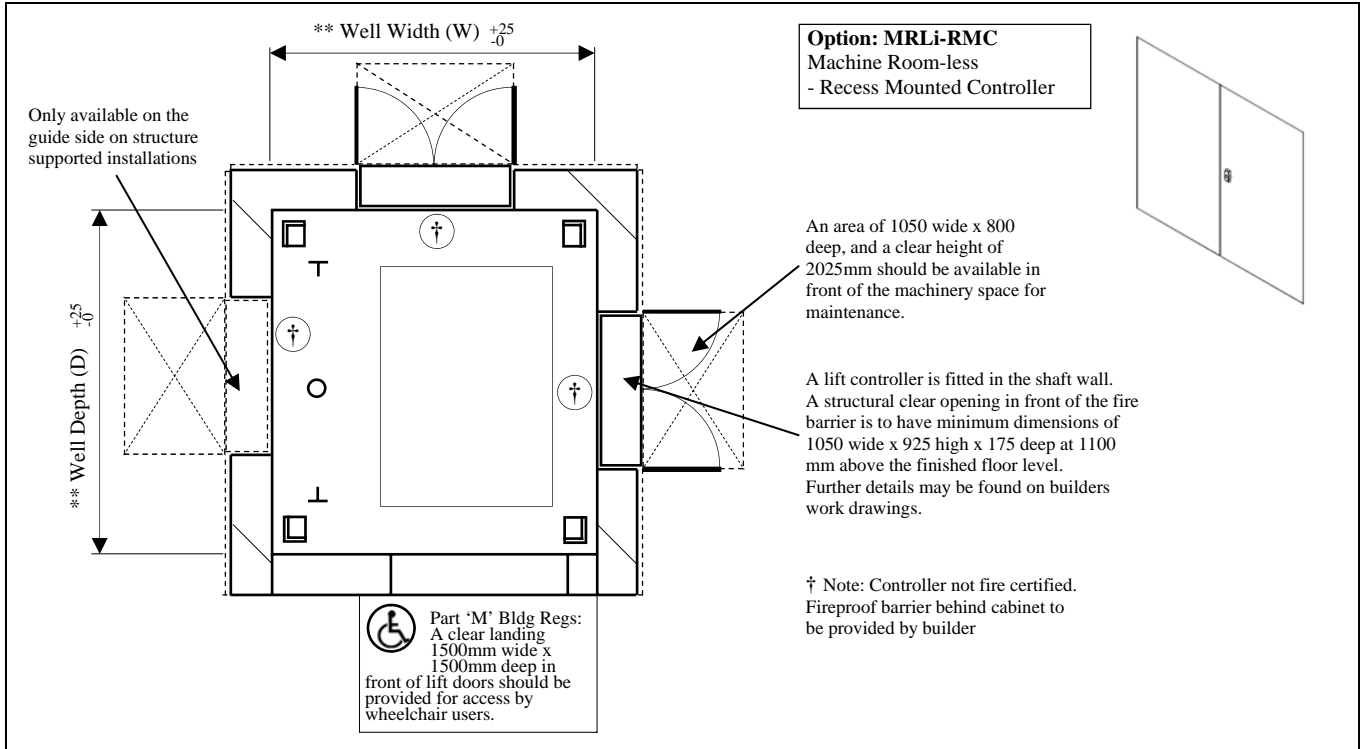 ** Well Width (W) +25 -0
Option: MRLi-RMC
Machine Room-less
- Recess Mounted Controller
Only available on the
guide side on structure
supported installations
†
An area of 1050 wide x 800
deep, and a clear height of
2025mm should be available in
front of the machinery space for
maintenance.
** Well Depth (D) +25 -0
†
†
A lift controller is fitted in the shaft wall.
A structural clear opening in front of the fire
barrier is to have minimum dimensions of
1050 wide x 925 high x 175 deep at 1100
mm above the finished floor level.
Further details may be found on builders
work drawings.
† Note: Controller not fire certified.
Fireproof barrier behind cabinet to
be provided by builder
Part ‘M’ Bldg Regs:
A clear landing
1500mm wide x
1500mm deep in
front of lift doors should be
provided for access by
wheelchair users.